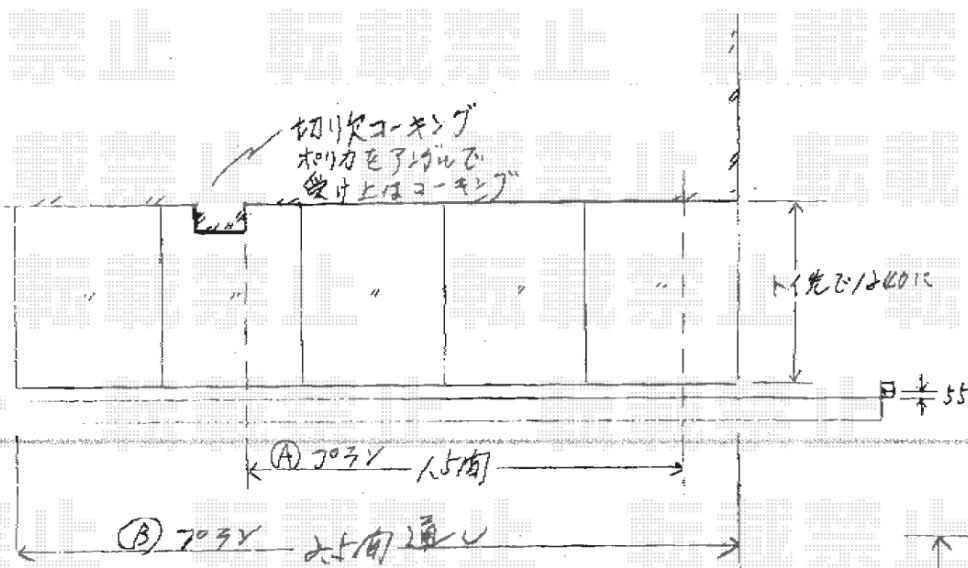 切り欠コーキング
ポリカをアングルで
受け上はコーキング
トイ先で1240に
55
Ⓐ プラン 1.5間
Ⓑ プラン 2.5間通し